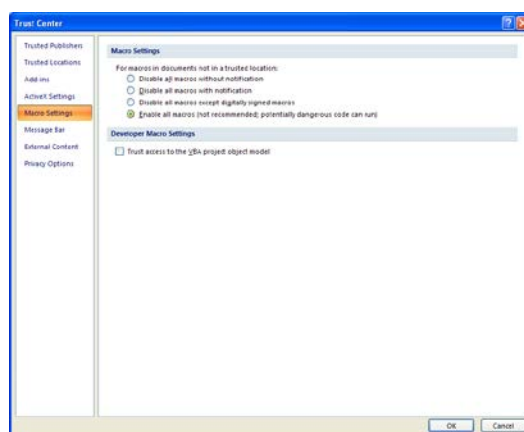 Trust Center
Trusted Publishers
Trusted Locations
Add-ins
ActiveX Settings
Macro Settings
Message Bar
External Content
Privacy Options
Macro Settings
For macros in documents not in a trusted location:
Disable all macros without notification
Disable all macros with notification
Disable all macros except digitally signed macros
Enable all macros (not recommended; potentially dangerous code can run)
Developer Macro Settings
Trust access to the VBA project object model
OK
Cancel